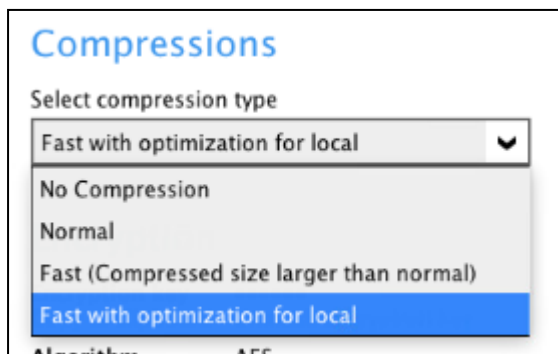 Compressions
Select compression type
Fast with optimization for local
No Compression
Normal
Fast (Compressed size larger than normal)
Fast with optimization for local